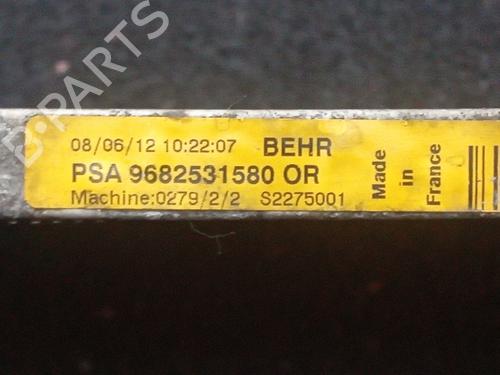 B-PARTS
08/06/12 10:22:07 BEHR
PSA 9682531580 OR
Machine:0279/2/2 S2275001
Made
in
France